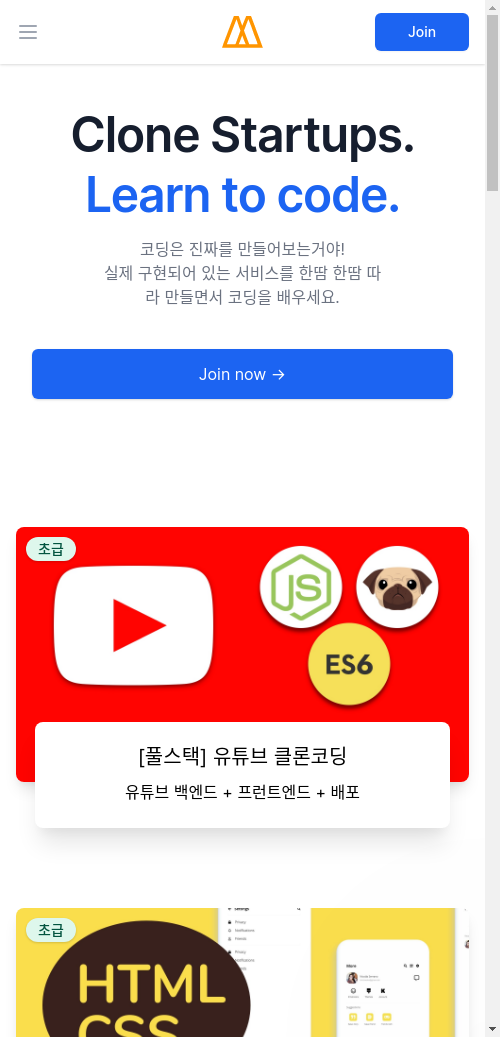 Join
Clone Startups.
Learn to code.
코딩은 진짜를 만들어보는거야!
실제 구현되어 있는 서비스를 한땀 한땀 따
라 만들면서 코딩을 배우세요.
Join now →
초급
JS
ES6
[풀스택] 유튜브 클론코딩
유튜브 백엔드 + 프런트엔드 + 배포
초급
HTML
CSS